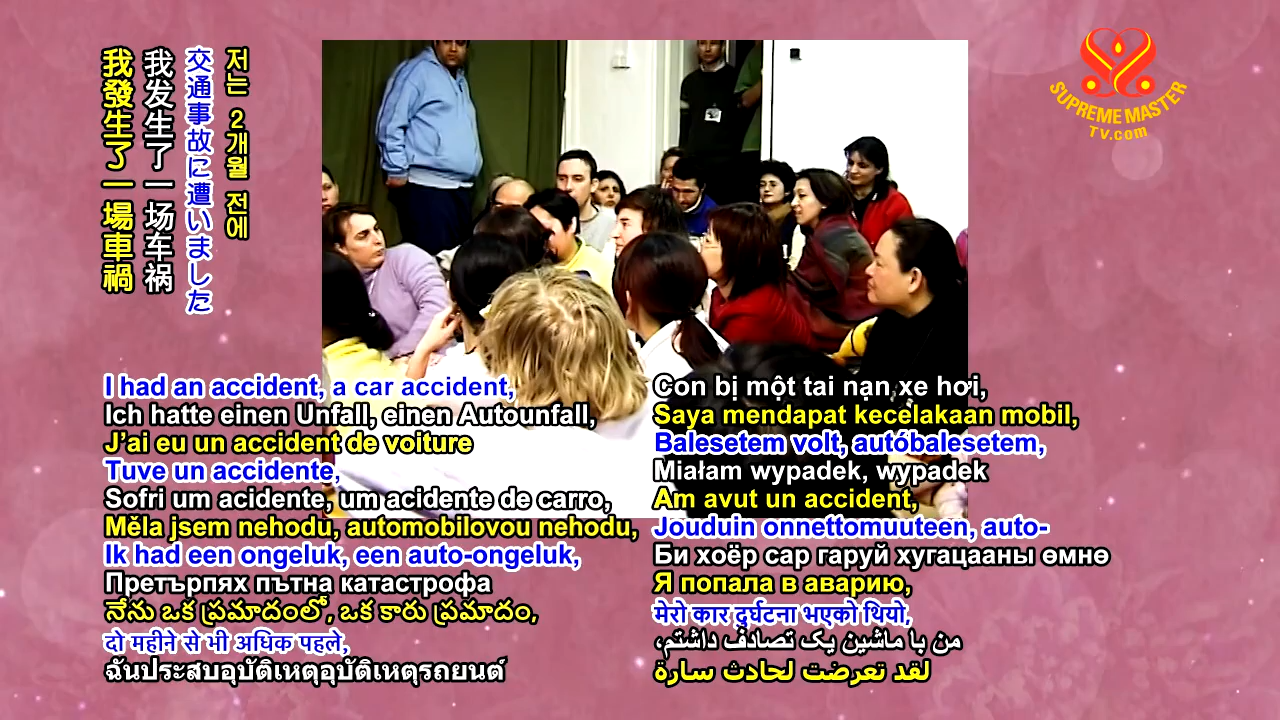 我發生了一場車禍
我发生了一场车祸
交通事故に遭いました
저는 2개월 전에
SUPREME MASTER
TV.com
I had an accident, a car accident,
Ich hatte einen Unfall, einen Autounfall,
J'ai eu un accident de voiture
Tuve un accidente,
Sofri um acidente, um acidente de carro,
Měla jsem nehodu, automobilovou nehodu,
Ik had een ongeluk, een auto-ongeluk,
Претърпях пътна катастрофа
నేను ఒక ప్రమాదంలో, ఒక కారు ప్రమాదం,
दो महीने से भी अधिक पहले,
ฉันประสบอุบัติเหตุอุบัติเหตุรถยนต์
Con bị một tai nạn xe hơi,
Saya mendapat kecelakaan mobil,
Balesetem volt, autóbalesetem,
Miałam wypadek, wypadek
Am avut un accident,
Jouduin onnettomuuteen, auto-
Би хоёр сар гаруй хугацааны өмнө
Я попала в аварию,
मेरो कार दुर्घटना भएको थियो,
من با ماشین یک تصادف داشتم،
لقد تعرضت لحادث سارة